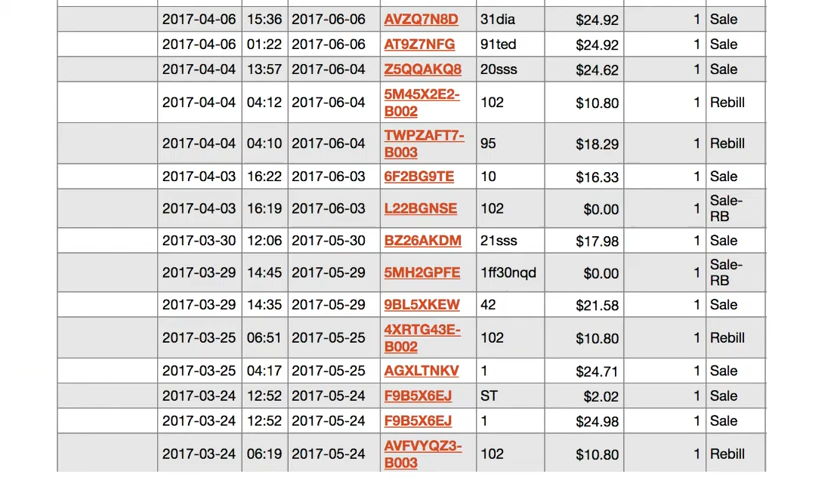 2017-04-06 15:36 2017-06-06 AVZQ7N8D 31dia $24.92 1 Sale
2017-04-06 01:22 2017-06-06 AT9Z7NFG 91ted $24.92 1 Sale
2017-04-04 13:57 2017-06-04 Z5QQAKQ8 20sss $24.62 1 Sale
2017-04-04 04:12 2017-06-04 5M45X2E2-
B002 102 $10.80 1 Rebill
2017-04-04 04:10 2017-06-04 TWPZAFT7-
B003 95 $18.29 1 Rebill
2017-04-03 16:22 2017-06-03 6F2BG9TE 10 $16.33 1 Sale
2017-04-03 16:19 2017-06-03 L22BGNSE 102 $0.00 1 Sale-
RB
2017-03-30 12:06 2017-05-30 BZ26AKDM 21sss $17.98 1 Sale
2017-03-29 14:45 2017-05-29 5MH2GPFE 1ff30nqd $0.00 1 Sale-
RB
2017-03-29 14:35 2017-05-29 9BL5XKEW 42 $21.58 1 Sale
2017-03-25 06:51 2017-05-25 4XRTG43E-
B002 102 $10.80 1 Rebill
2017-03-25 04:17 2017-05-25 AGXLTNKV 1 $24.71 1 Sale
2017-03-24 12:52 2017-05-24 F9B5X6EJ ST $2.02 1 Sale
2017-03-24 12:52 2017-05-24 F9B5X6EJ 1 $24.98 1 Sale
2017-03-24 06:19 2017-05-24 AVFVYQZ3-
B003 102 $10.80 1 Rebill